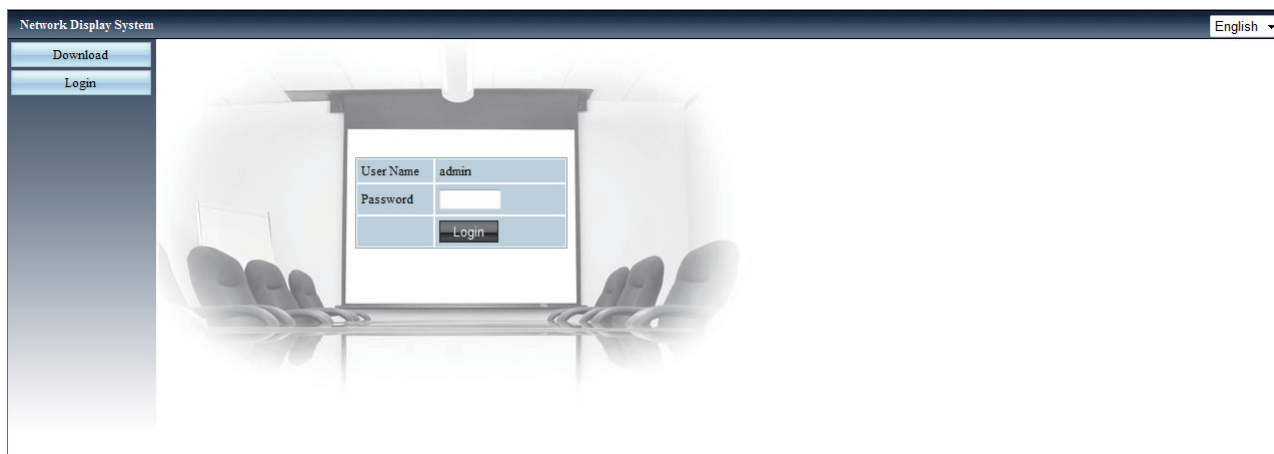 Network Display System
English
Download
Login
User Name admin
Password
Login